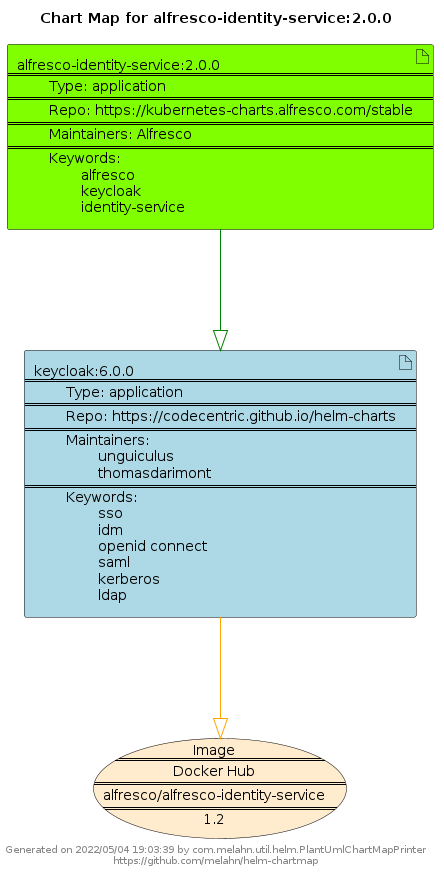 Chart Map for alfresco-identity-service:2.0.0
alfresco-identity-service:2.0.0
Type: application
Repo: https://kubernetes-charts.alfresco.com/stable
Maintainers: Alfresco
Keywords:
alfresco
keycloak
identity-service
keycloak:6.0.0
Type: application
Repo: https://codecentric.github.io/helm-charts
Maintainers:
unguiculus
thomasdarimont
Keywords:
sso
idm
openid connect
saml
kerberos
ldap
Image
Docker Hub
alfresco/alfresco-identity-service
1.2
Generated on 2022/05/04 19:03:39 by com.melahn.util.helm.PlantUmlChartMapPrinter
https://github.com/melahn/helm-chartmap